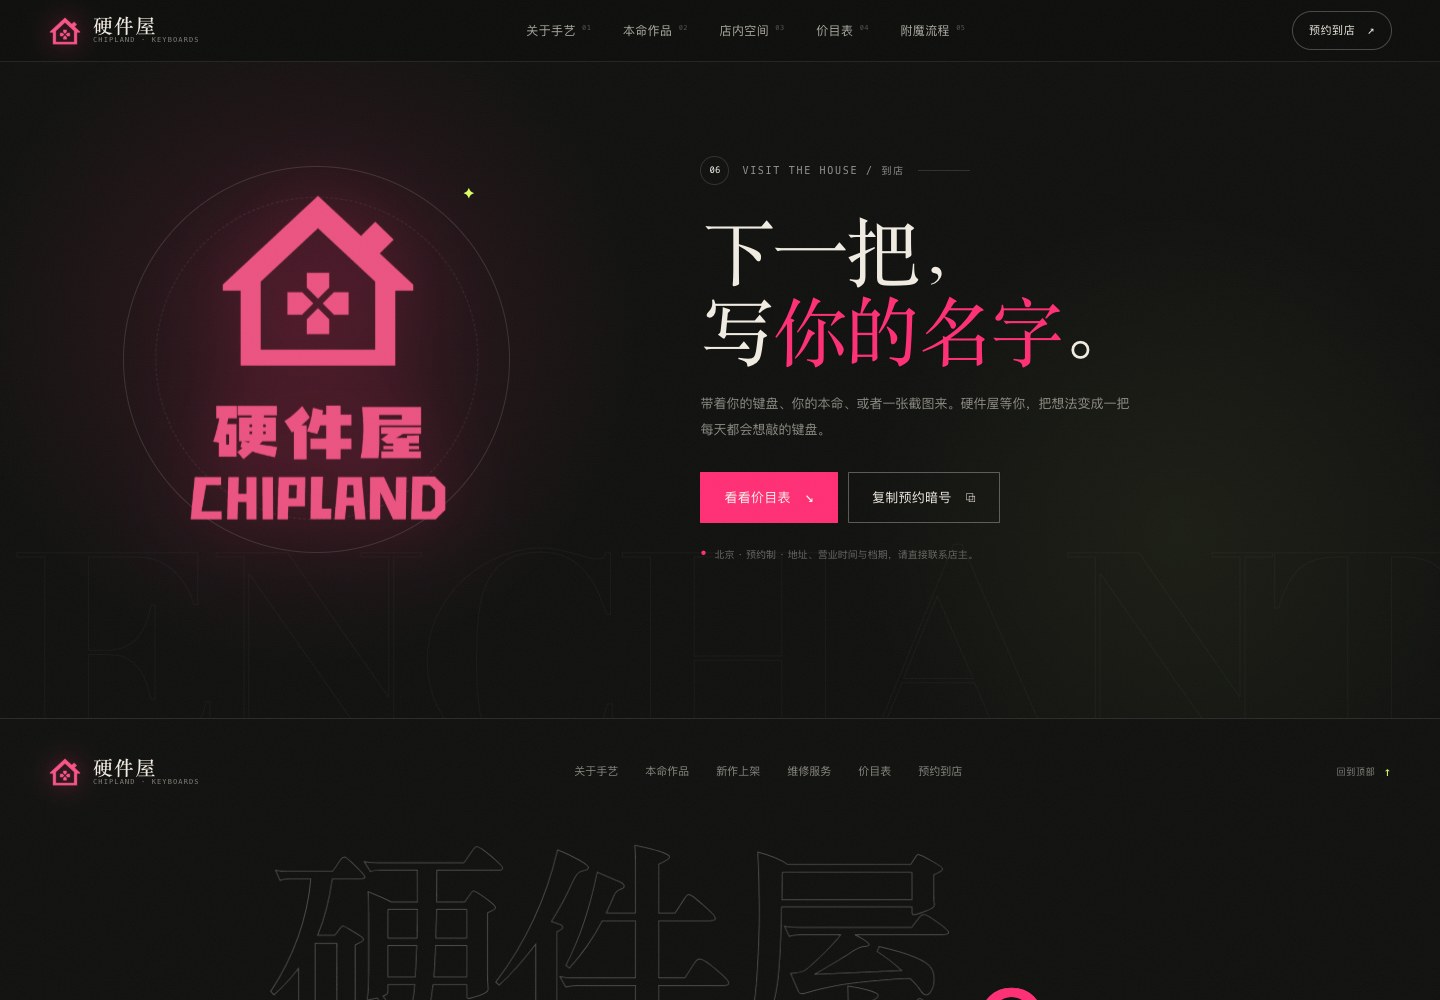 硬件屋
CHIPLAND · KEYBOARDS
关于手艺 01
本命作品 02
店内空间 03
价目表 04
附魔流程 05
预约到店 ↗
硬件屋
CHIPLAND
06 VISIT THE HOUSE / 到店
下一把，
写你的名字。
带着你的键盘、你的本命、或者一张截图来。硬件屋等你，把想法变成一把
每天都会想敲的键盘。
看看价目表 ↘
复制预约暗号
北京 · 预约制 · 地址、营业时间与档期，请直接联系店主。
ENCHANT
硬件屋
CHIPLAND · KEYBOARDS
关于手艺
本命作品
新作上架
维修服务
价目表
预约到店
回到顶部 ↑
硬件屋